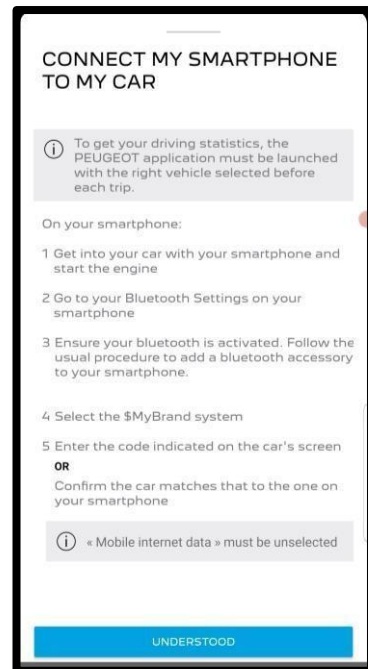 CONNECT MY SMARTPHONE
TO MY CAR
To get your driving statistics, the
PEUGEOT application must be launched
with the right vehicle selected before
each trip.
On your smartphone:
1 Get into your car with your smartphone and
start the engine
2 Go to your Bluetooth Settings on your
smartphone
3 Ensure your bluetooth is activated. Follow the
usual procedure to add a bluetooth accessory
to your smartphone.
4 Select the $MyBrand system
5 Enter the code indicated on the car's screen
OR
Confirm the car matches that to the one on
your smartphone
« Mobile internet data » must be unselected
UNDERSTOOD